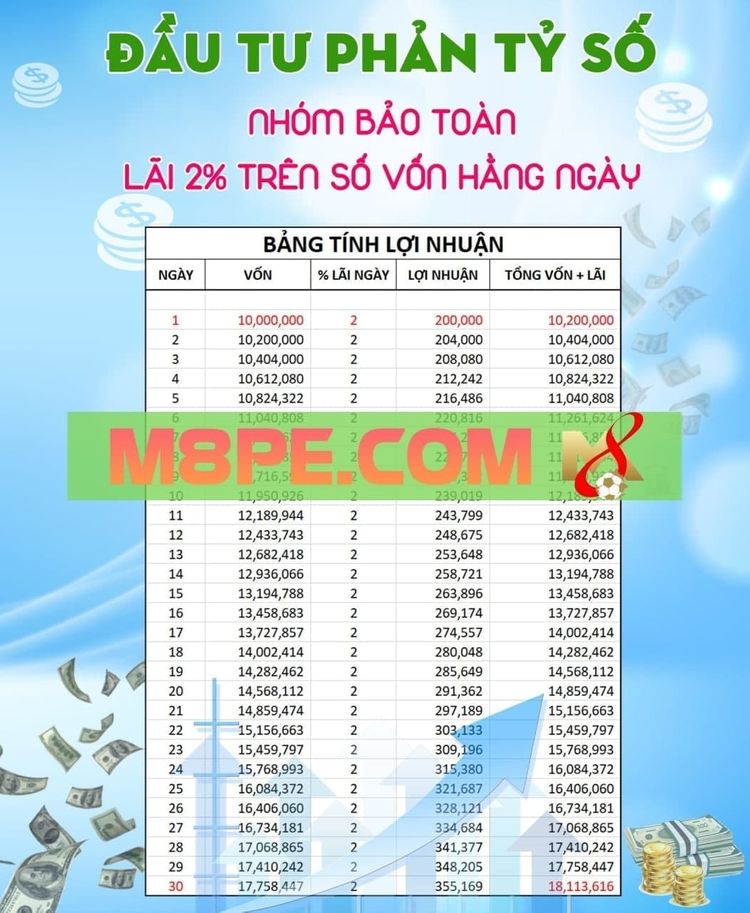 ĐẦU TƯ PHẢN TỶ SỐ
NHÓM BẢO TOÀN
LÃI 2% TRÊN SỐ VỐN HẰNG NGÀY
BẢNG TÍNH LỢI NHUẬN
NGÀY VỐN % LÃI NGÀY LỢI NHUẬN TỔNG VỐN + LÃI
1 10,000,000 2 200,000 10,200,000
2 10,200,000 2 204,000 10,404,000
3 10,404,000 2 208,080 10,612,080
4 10,612,080 2 212,242 10,824,322
5 10,824,322 2 216,486 11,040,808
6 11,040,808 2 220,816 11,261,624
M8PE.COM M8
10 11,950,926 2 239,019
11 12,189,944 2 243,799 12,433,743
12 12,433,743 2 248,675 12,682,418
13 12,682,418 2 253,648 12,936,066
14 12,936,066 2 258,721 13,194,788
15 13,194,788 2 263,896 13,458,683
16 13,458,683 2 269,174 13,727,857
17 13,727,857 2 274,557 14,002,414
18 14,002,414 2 280,048 14,282,462
19 14,282,462 2 285,649 14,568,112
20 14,568,112 2 291,362 14,859,474
21 14,859,474 2 297,189 15,156,663
22 15,156,663 2 303,133 15,459,797
23 15,459,797 2 309,196 15,768,993
24 15,768,993 2 315,380 16,084,372
25 16,084,372 2 321,687 16,406,060
26 16,406,060 2 328,121 16,734,181
27 16,734,181 2 334,684 17,068,865
28 17,068,865 2 341,377 17,410,242
29 17,410,242 2 348,205 17,758,447
30 17,758,447 2 355,169 18,113,616